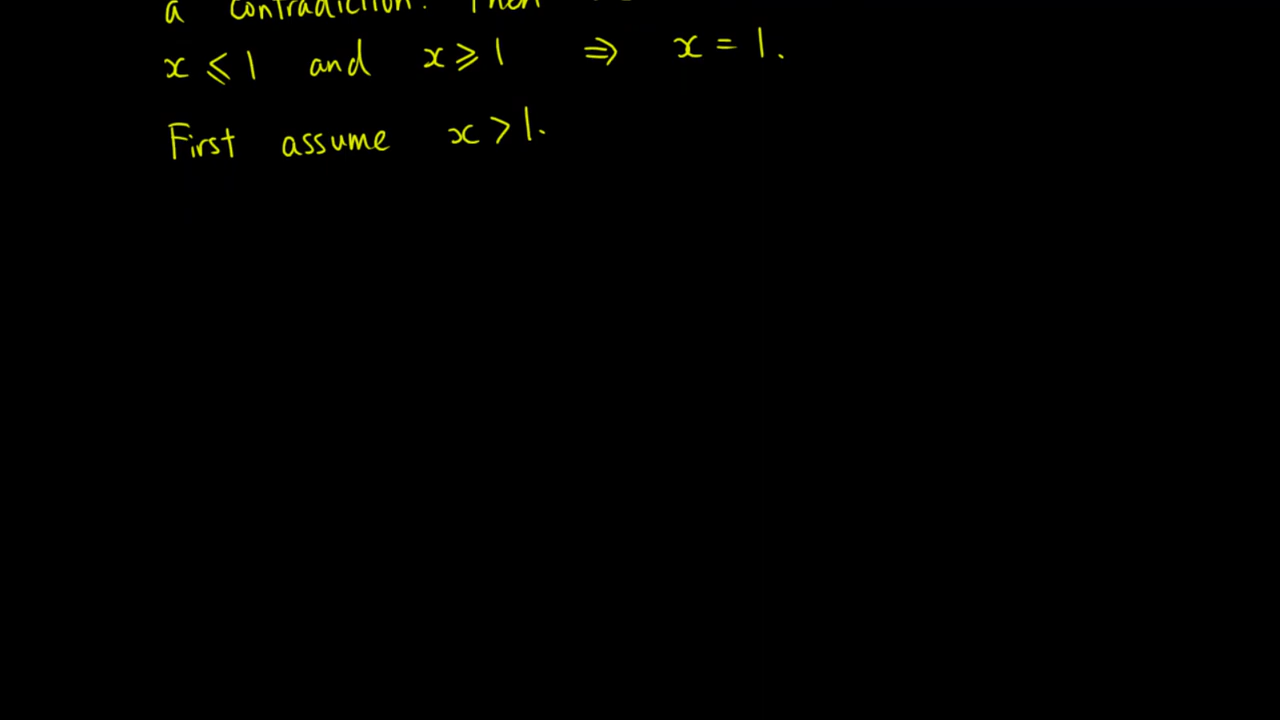 a contradiction. Then
x ⩽ 1 and x ⩾ 1 ⇒ x = 1.
First assume x > 1.